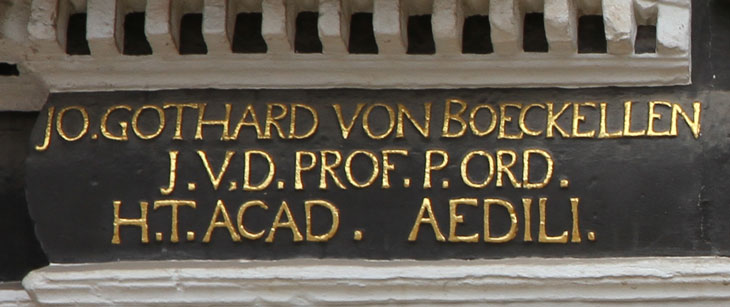 JO.GOTHARD VON BOECKELLEN
J.V.D.PROF.P.ORD.
H.T.ACAD. AEDILI.